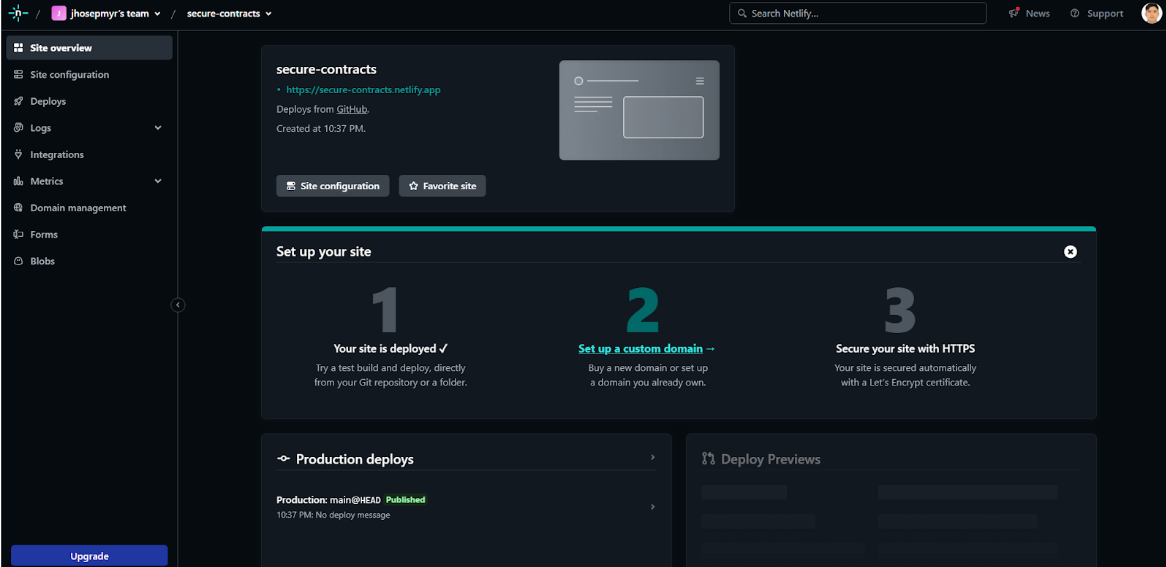 jhosepmyr's team
secure-contracts
Search Netlify...
News
Support
Site overview
Site configuration
Deploys
Logs
Integrations
Metrics
Domain management
Forms
Blobs
Upgrade
secure-contracts
https://secure-contracts.netlify.app
Deploys from GitHub.
Created at 10:37 PM.
Site configuration
Favorite site
Set up your site
1
Your site is deployed ✓
Try a test build and deploy, directly
from your Git repository or a folder.
2
Set up a custom domain →
Buy a new domain or set up
a domain you already own.
3
Secure your site with HTTPS
Your site is secured automatically
with a Let's Encrypt certificate.
Production deploys
Production: main@HEAD Published
10:37 PM: No deploy message
Deploy Previews